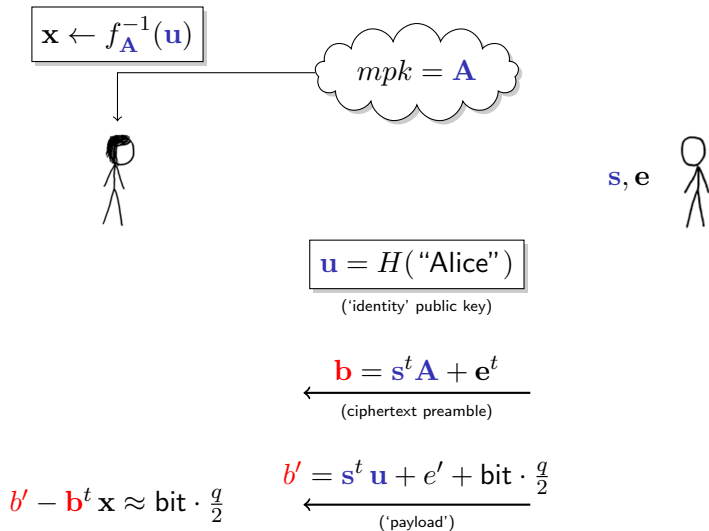 x ← f_A^{-1}(u)
mpk = A
s, e
u = H(“Alice”)
(‘identity’ public key)
b = s^t A + e^t
(ciphertext preamble)
b′ = s^t u + e′ + bit · q/2
b′ − b^t x ≈ bit · q/2
(‘payload’)